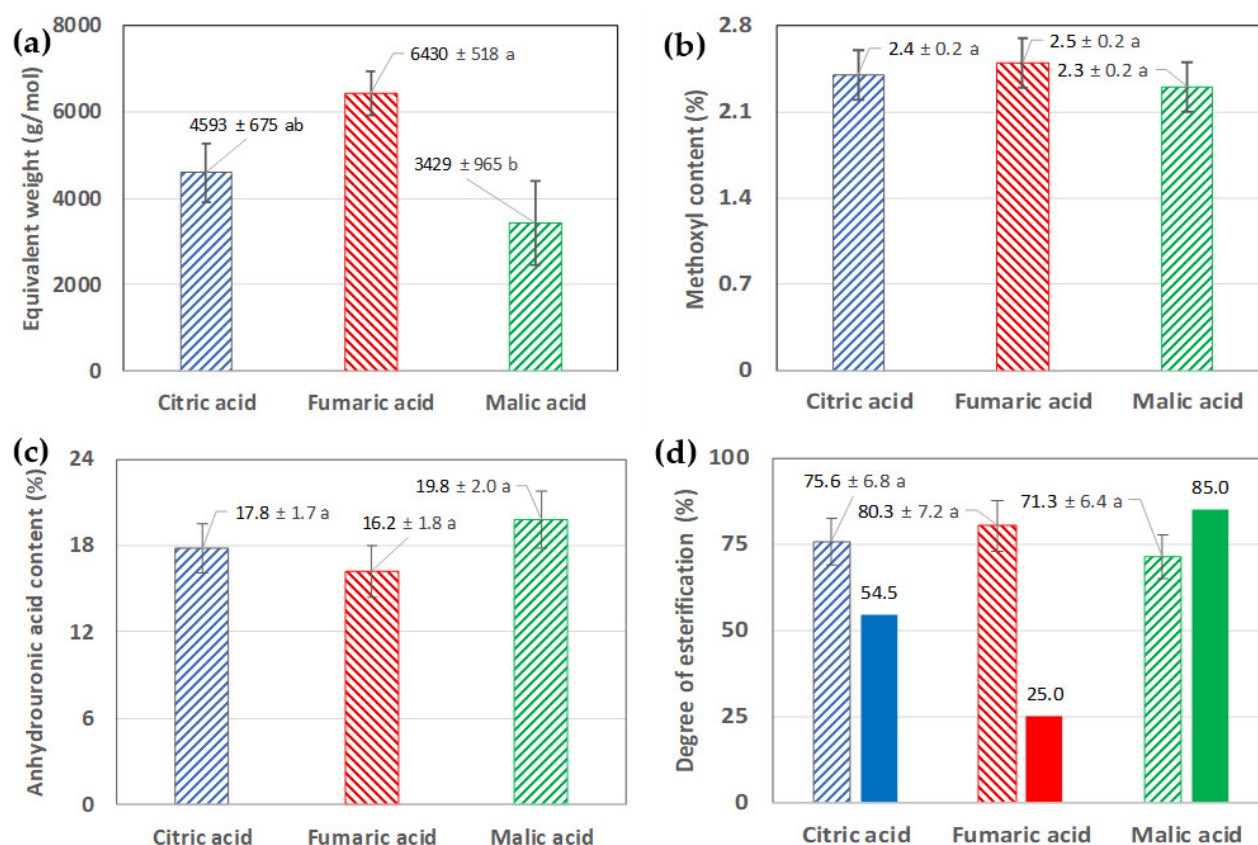 (a)
Equivalent weight (g/mol)
8000
6000
4000
2000
0
4593 ± 675 ab
6430 ± 518 a
3429 ± 965 b
Citric acid Fumaric acid Malic acid
(b)
Methoxyl content (%)
2.8
2.1
1.4
0.7
0
2.4 ± 0.2 a
2.5 ± 0.2 a
2.3 ± 0.2 a
Citric acid Fumaric acid Malic acid
(c)
Anhydrouronic acid content (%)
24
18
12
6
0
17.8 ± 1.7 a
16.2 ± 1.8 a
19.8 ± 2.0 a
Citric acid Fumaric acid Malic acid
(d)
Degree of esterification (%)
100
75
50
25
0
75.6 ± 6.8 a
54.5
80.3 ± 7.2 a
25.0
71.3 ± 6.4 a
85.0
Citric acid Fumaric acid Malic acid